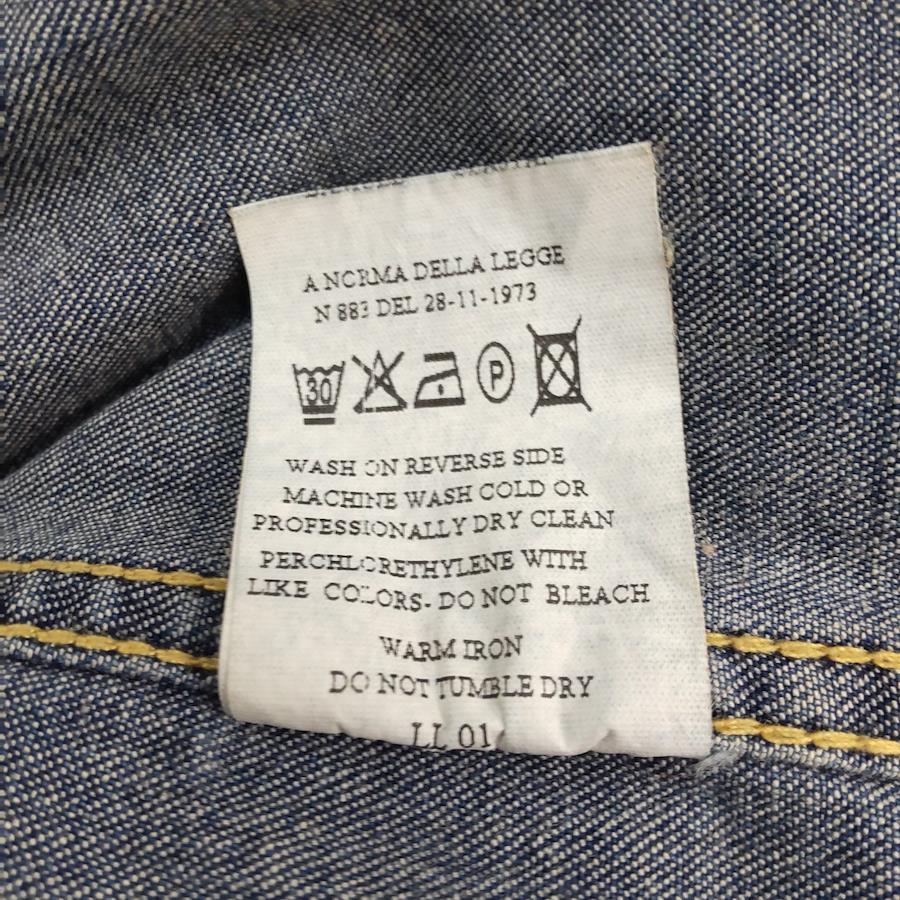 A NORMA DELLA LEGGE
N 883 DEL 28-11-1973
30 P
WASH ON REVERSE SIDE
MACHINE WASH COLD OR
PROFESSIONALLY DRY CLEAN
PERCHLORETHYLENE WITH
LIKE COLORS- DO NOT BLEACH
WARM IRON
DO NOT TUMBLE DRY
LL 01